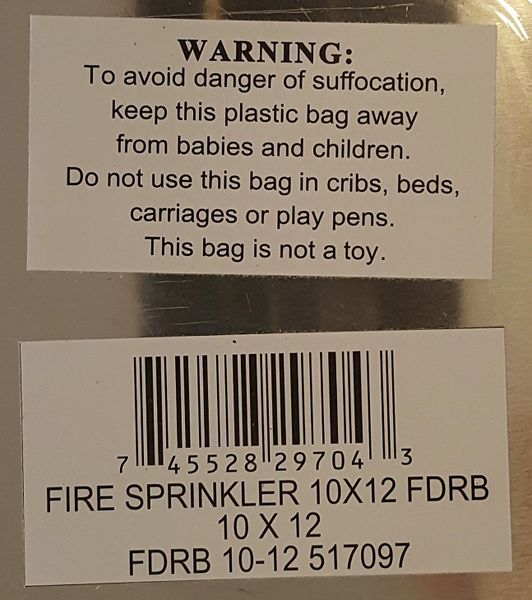 WARNING:
To avoid danger of suffocation,
keep this plastic bag away
from babies and children.
Do not use this bag in cribs, beds,
carriages or play pens.
This bag is not a toy.
7 45528 29704 3
FIRE SPRINKLER 10X12 FDRB
10 X 12
FDRB 10-12 517097